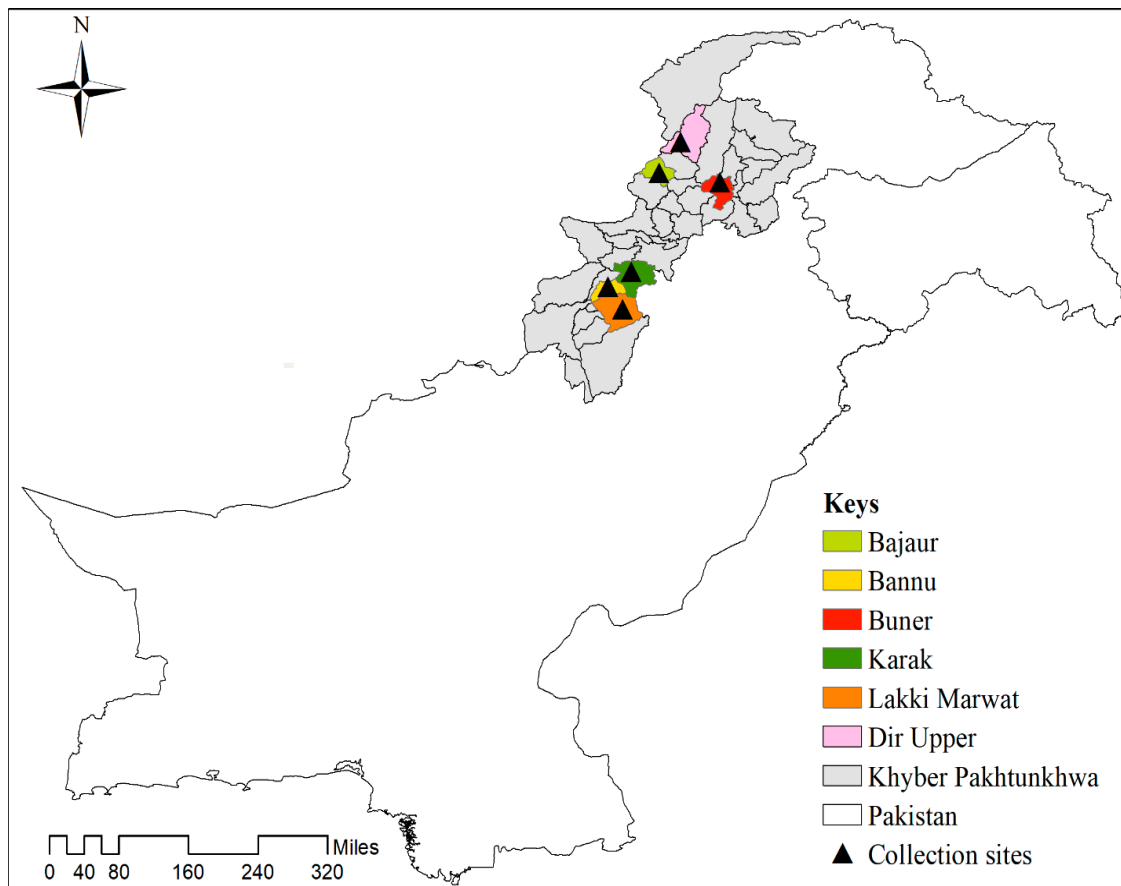 N
Keys
Bajaur
Bannu
Buner
Karak
Lakki Marwat
Dir Upper
Khyber Pakhtunkhwa
Pakistan
Collection sites
Miles
0 40 80 160 240 320